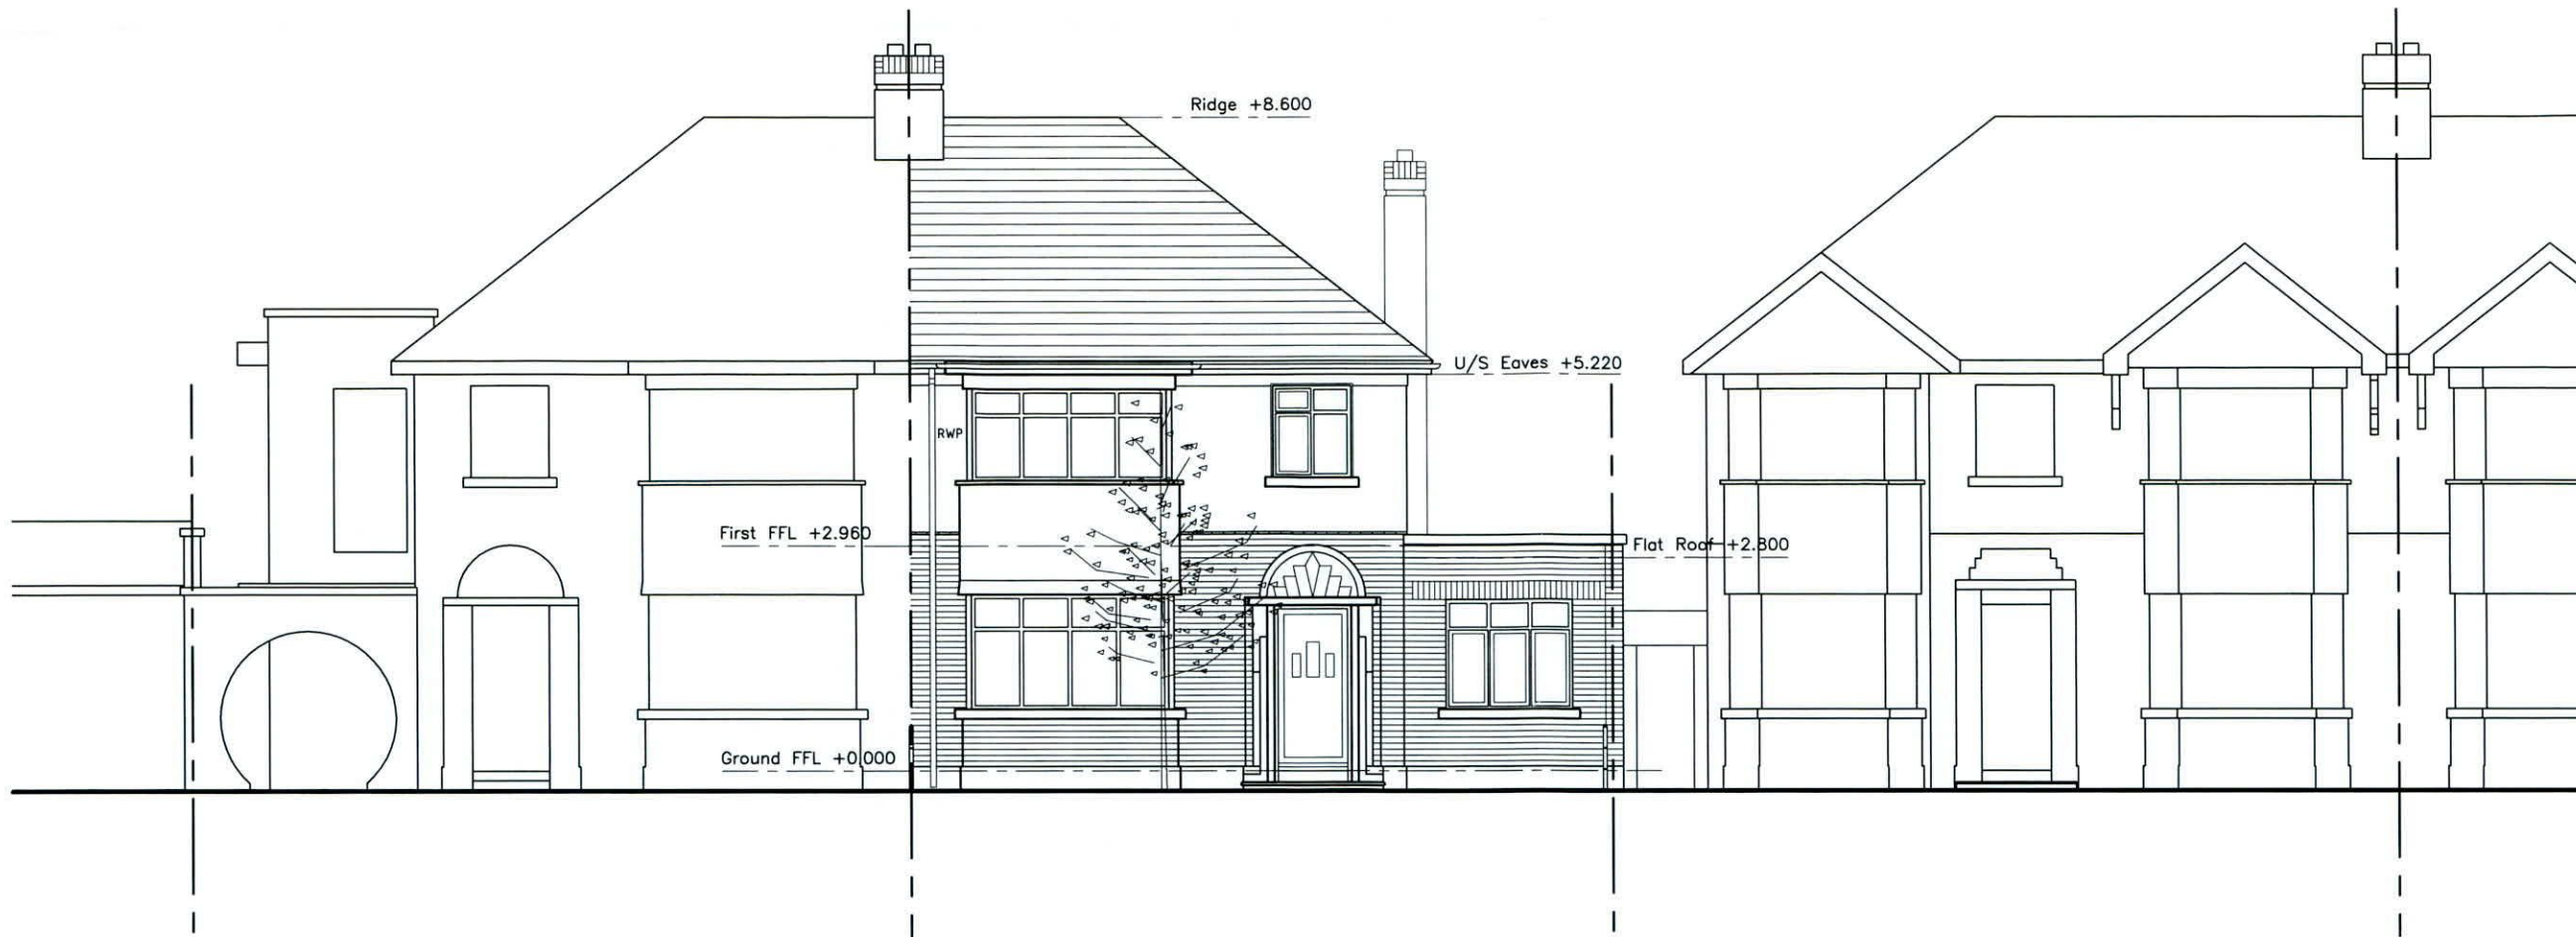 Ridge +8.600
U/S Eaves +5.220
RWP
First FFL +2.960
Flat Roof +2.800
Ground FFL +0.000